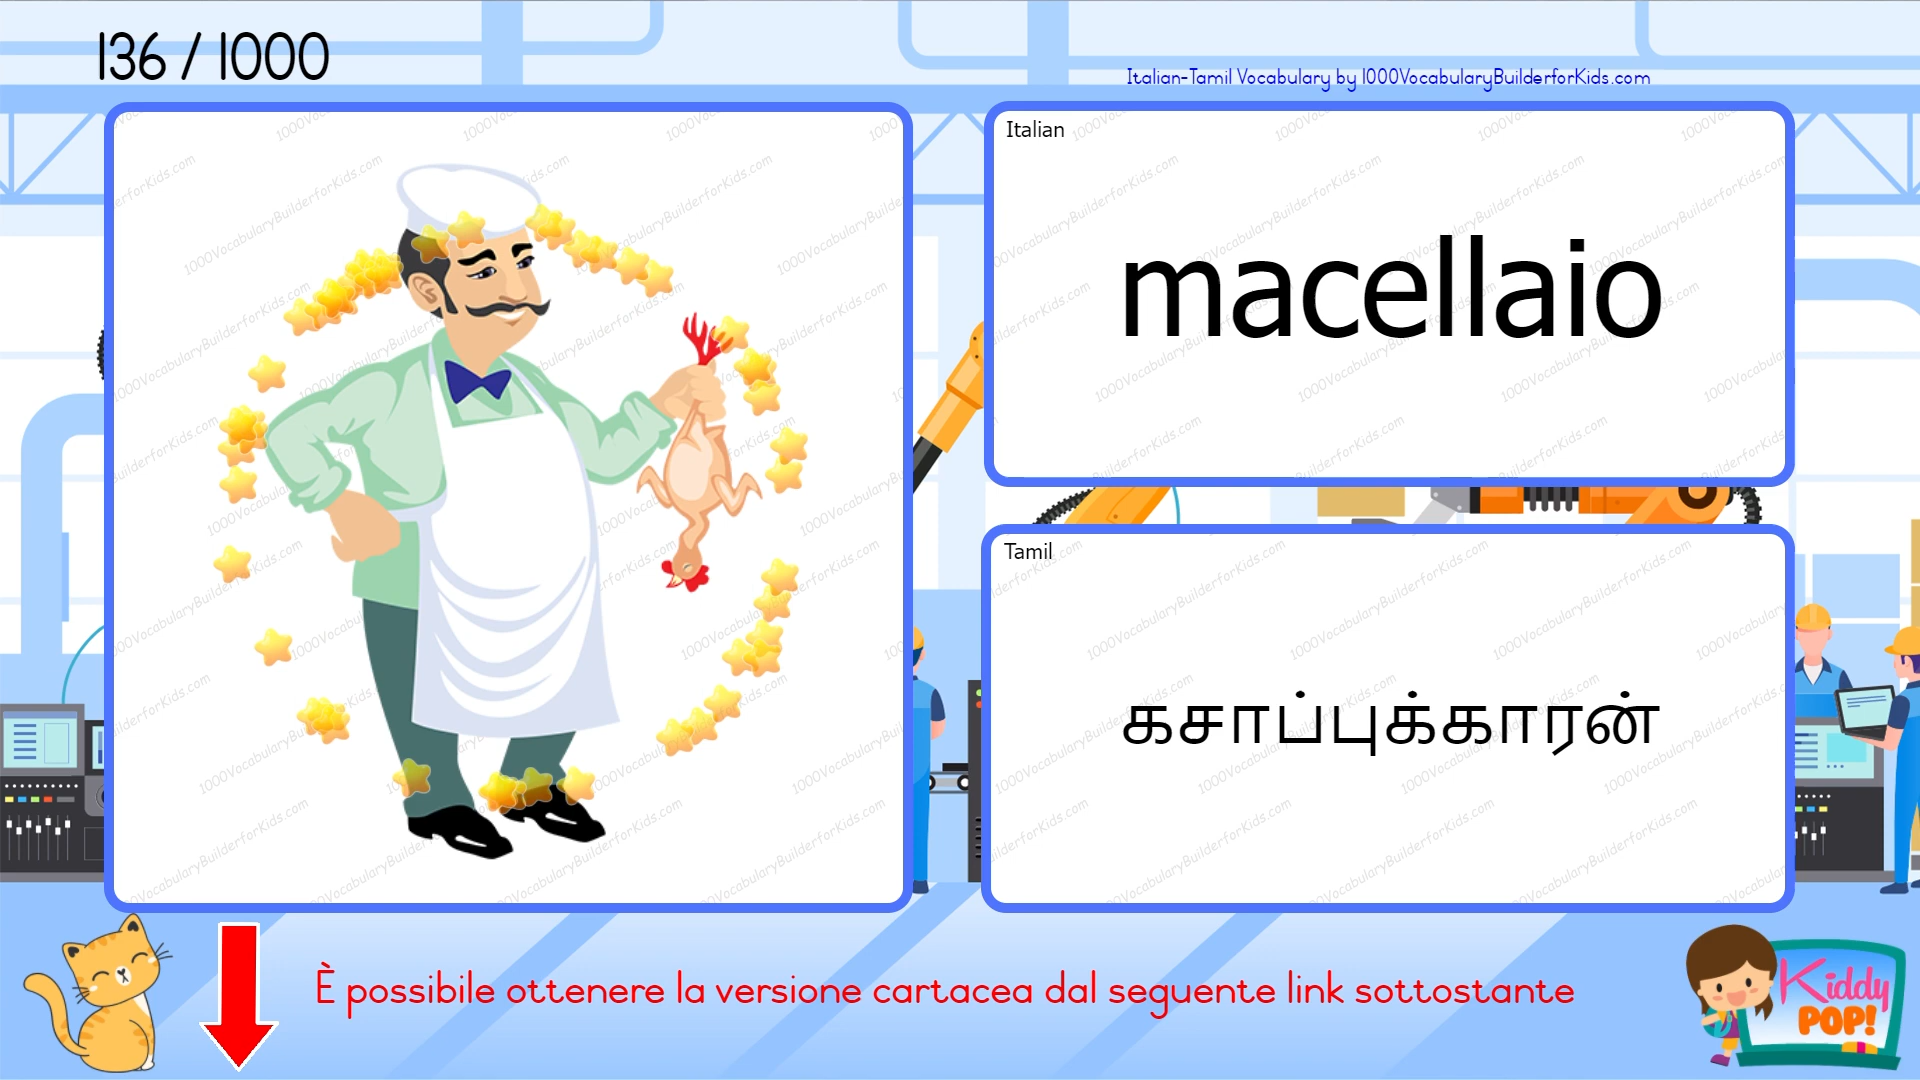 136 / 1000
Italian-Tamil Vocabulary by 1000VocabularyBuilderforKids.com
Italian
macellaio
Tamil
கசாப்புக்காரன்
È possibile ottenere la versione cartacea dal seguente link sottostante
Kiddy
POP!